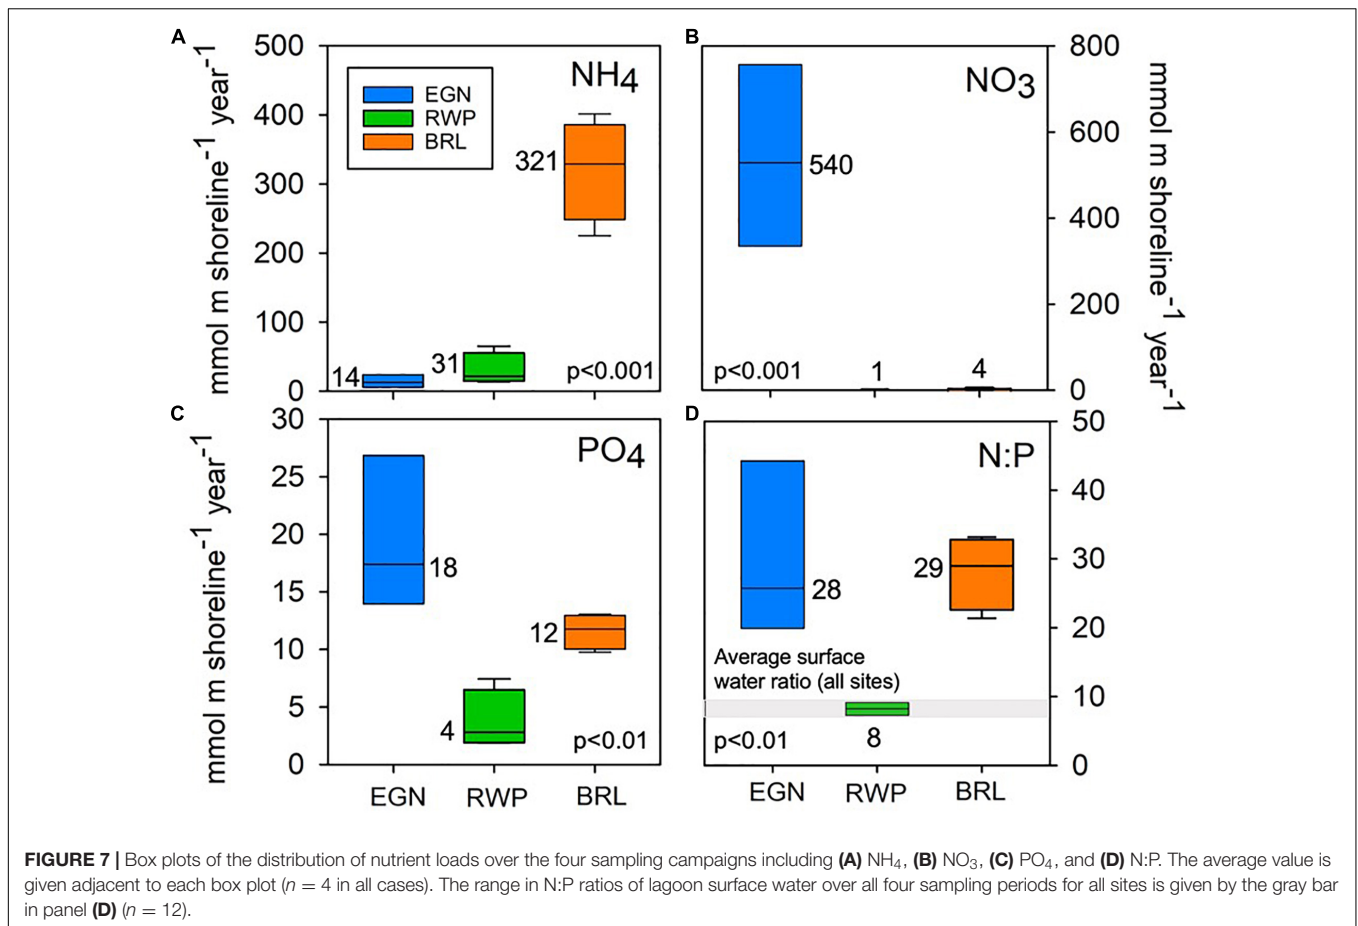 A
500
400
300
200
100
0
mmol m shoreline-1 year-1
NH4
EGN
RWP
BRL
14
31
321
p<0.001
B
800
600
400
200
0
mmol m shoreline-1 year-1
NO3
540
1
4
p<0.001
C
30
25
20
15
10
5
0
mmol m shoreline-1 year-1
PO4
18
4
12
p<0.01
EGN RWP BRL
D
50
40
30
20
10
0
N:P
28
29
Average surface
water ratio (all sites)
8
p<0.01
EGN RWP BRL
FIGURE 7 | Box plots of the distribution of nutrient loads over the four sampling campaigns including (A) NH4, (B) NO3, (C) PO4, and (D) N:P. The average value is
given adjacent to each box plot (n = 4 in all cases). The range in N:P ratios of lagoon surface water over all four sampling periods for all sites is given by the gray bar
in panel (D) (n = 12).